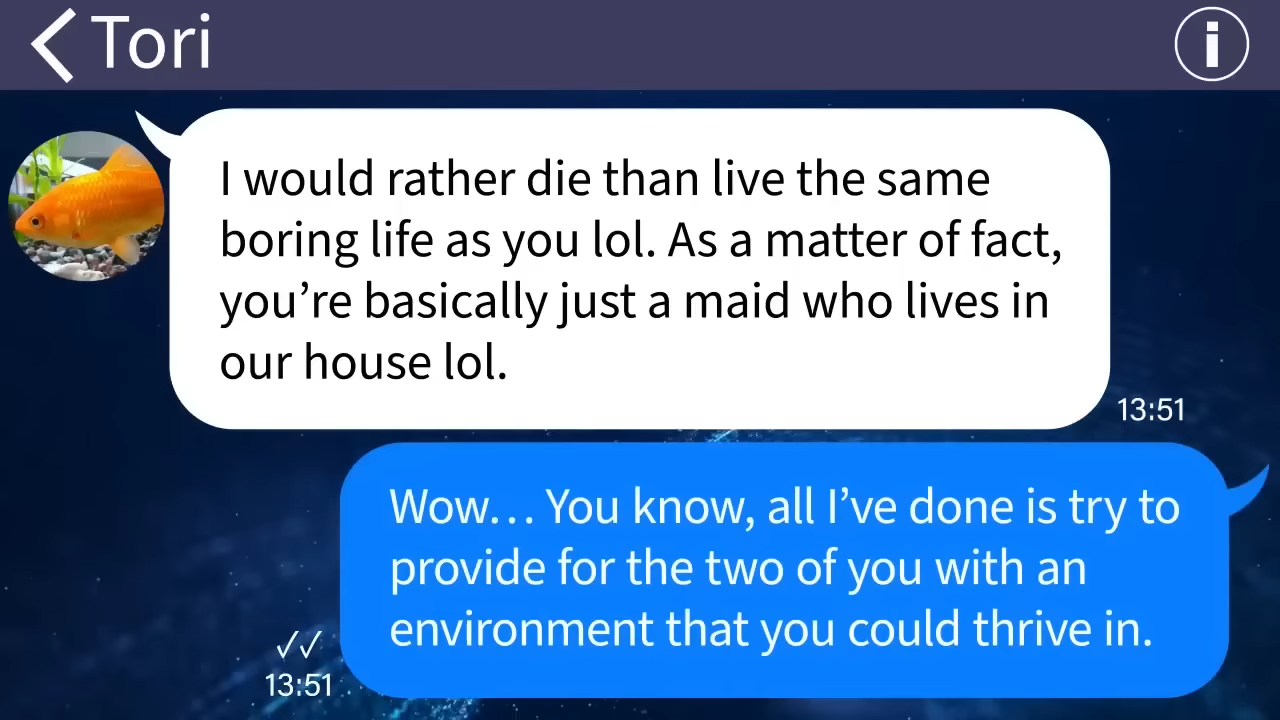 Tori
I would rather die than live the same
boring life as you lol. As a matter of fact,
you’re basically just a maid who lives in
our house lol.
13:51
Wow… You know, all I’ve done is try to
provide for the two of you with an
environment that you could thrive in.
13:51